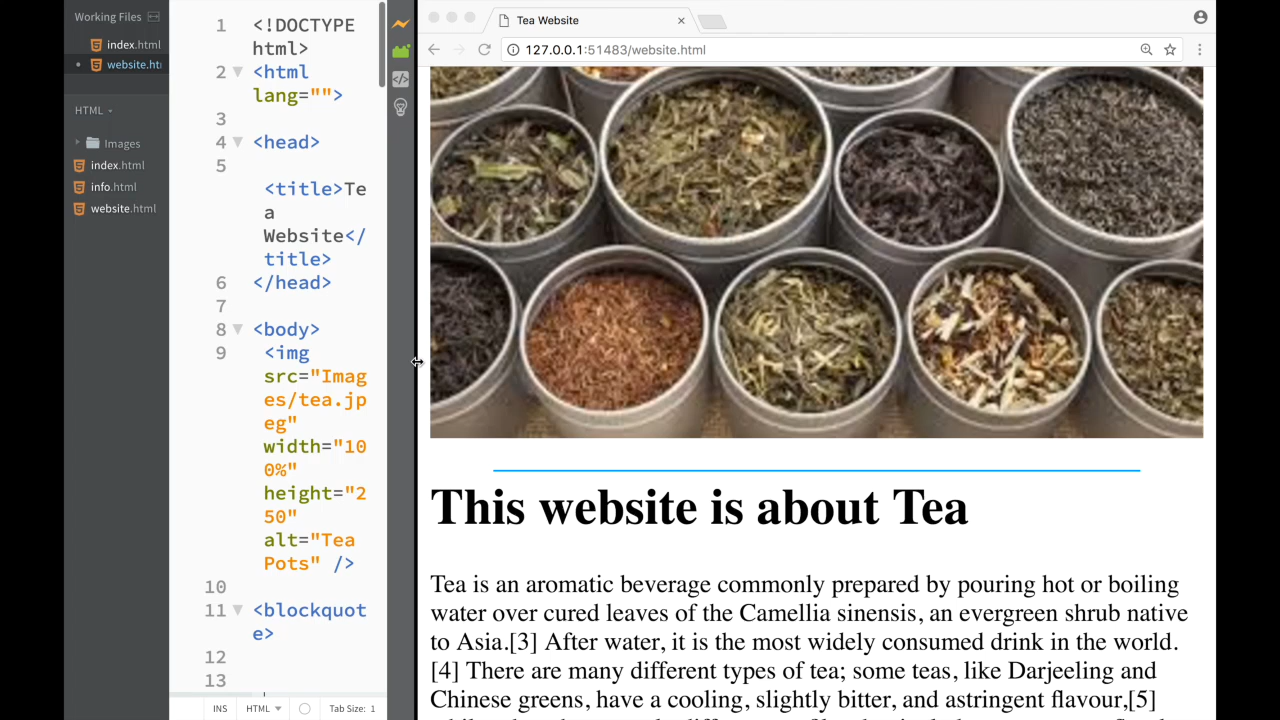 Working Files
index.html
website.ht
HTML
Images
index.html
info.html
website.html
1 <!DOCTYPE
html>
2 <html
lang="">
3
4 <head>
5
<title>Te
a
Website</
title>
6 </head>
7
8 <body>
9 <img
src="Imag
es/tea.jp
eg"
width="10
0%"
height="2
50"
alt="Tea
Pots" />
10
11 <blockquot
e>
12
13
INS HTML Tab Size: 1
Tea Website
127.0.0.1:51483/website.html
This website is about Tea
Tea is an aromatic beverage commonly prepared by pouring hot or boiling
water over cured leaves of the Camellia sinensis, an evergreen shrub native
to Asia.[3] After water, it is the most widely consumed drink in the world.
[4] There are many different types of tea; some teas, like Darjeeling and
Chinese greens, have a cooling, slightly bitter, and astringent flavour,[5]